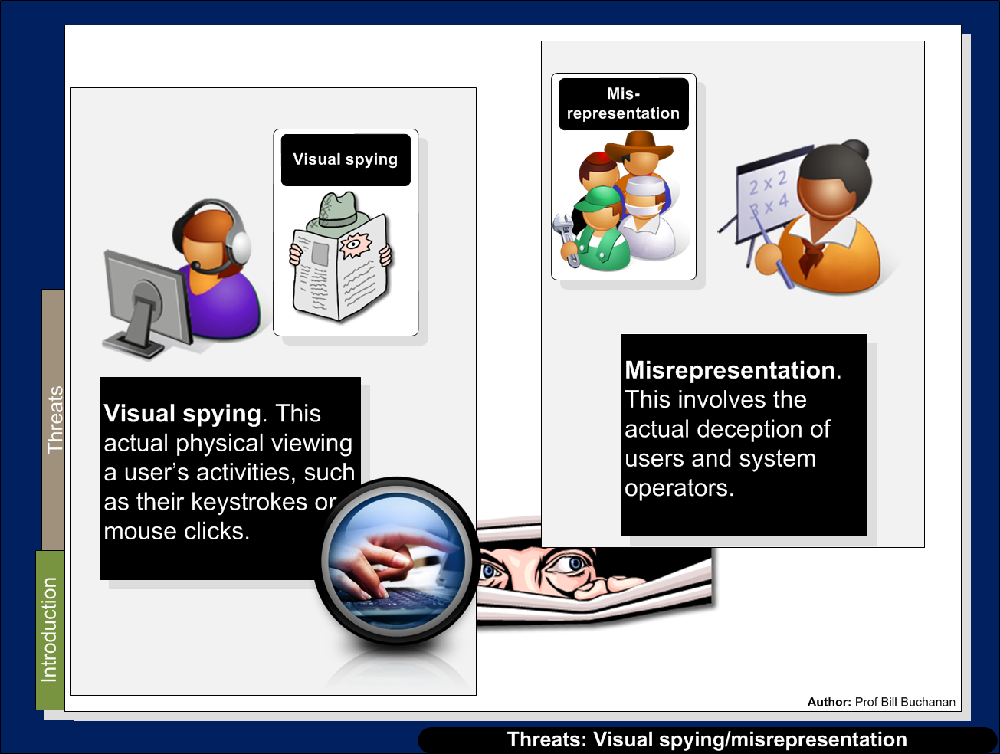 Visual spying
Visual spying. This
actual physical viewing
a user’s activities, such
as their keystrokes or
mouse clicks.
Mis-
representation
2 x 2
3 x 4
Misrepresentation.
This involves the
actual deception of
users and system
operators.
Threats
Introduction
Author: Prof Bill Buchanan
Threats: Visual spying/misrepresentation